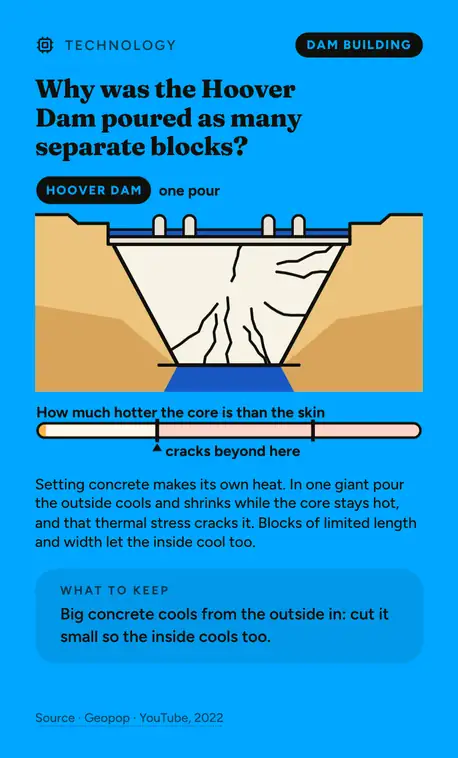 TECHNOLOGY
DAM BUILDING
Why was the Hoover
Dam poured as many
separate blocks?
HOOVER DAM one pour
How much hotter the core is than the skin
▲ cracks beyond here
Setting concrete makes its own heat. In one giant pour
the outside cools and shrinks while the core stays hot,
and that thermal stress cracks it. Blocks of limited length
and width let the inside cool too.
WHAT TO KEEP
Big concrete cools from the outside in: cut it
small so the inside cools too.
Source · Geopop · YouTube, 2022